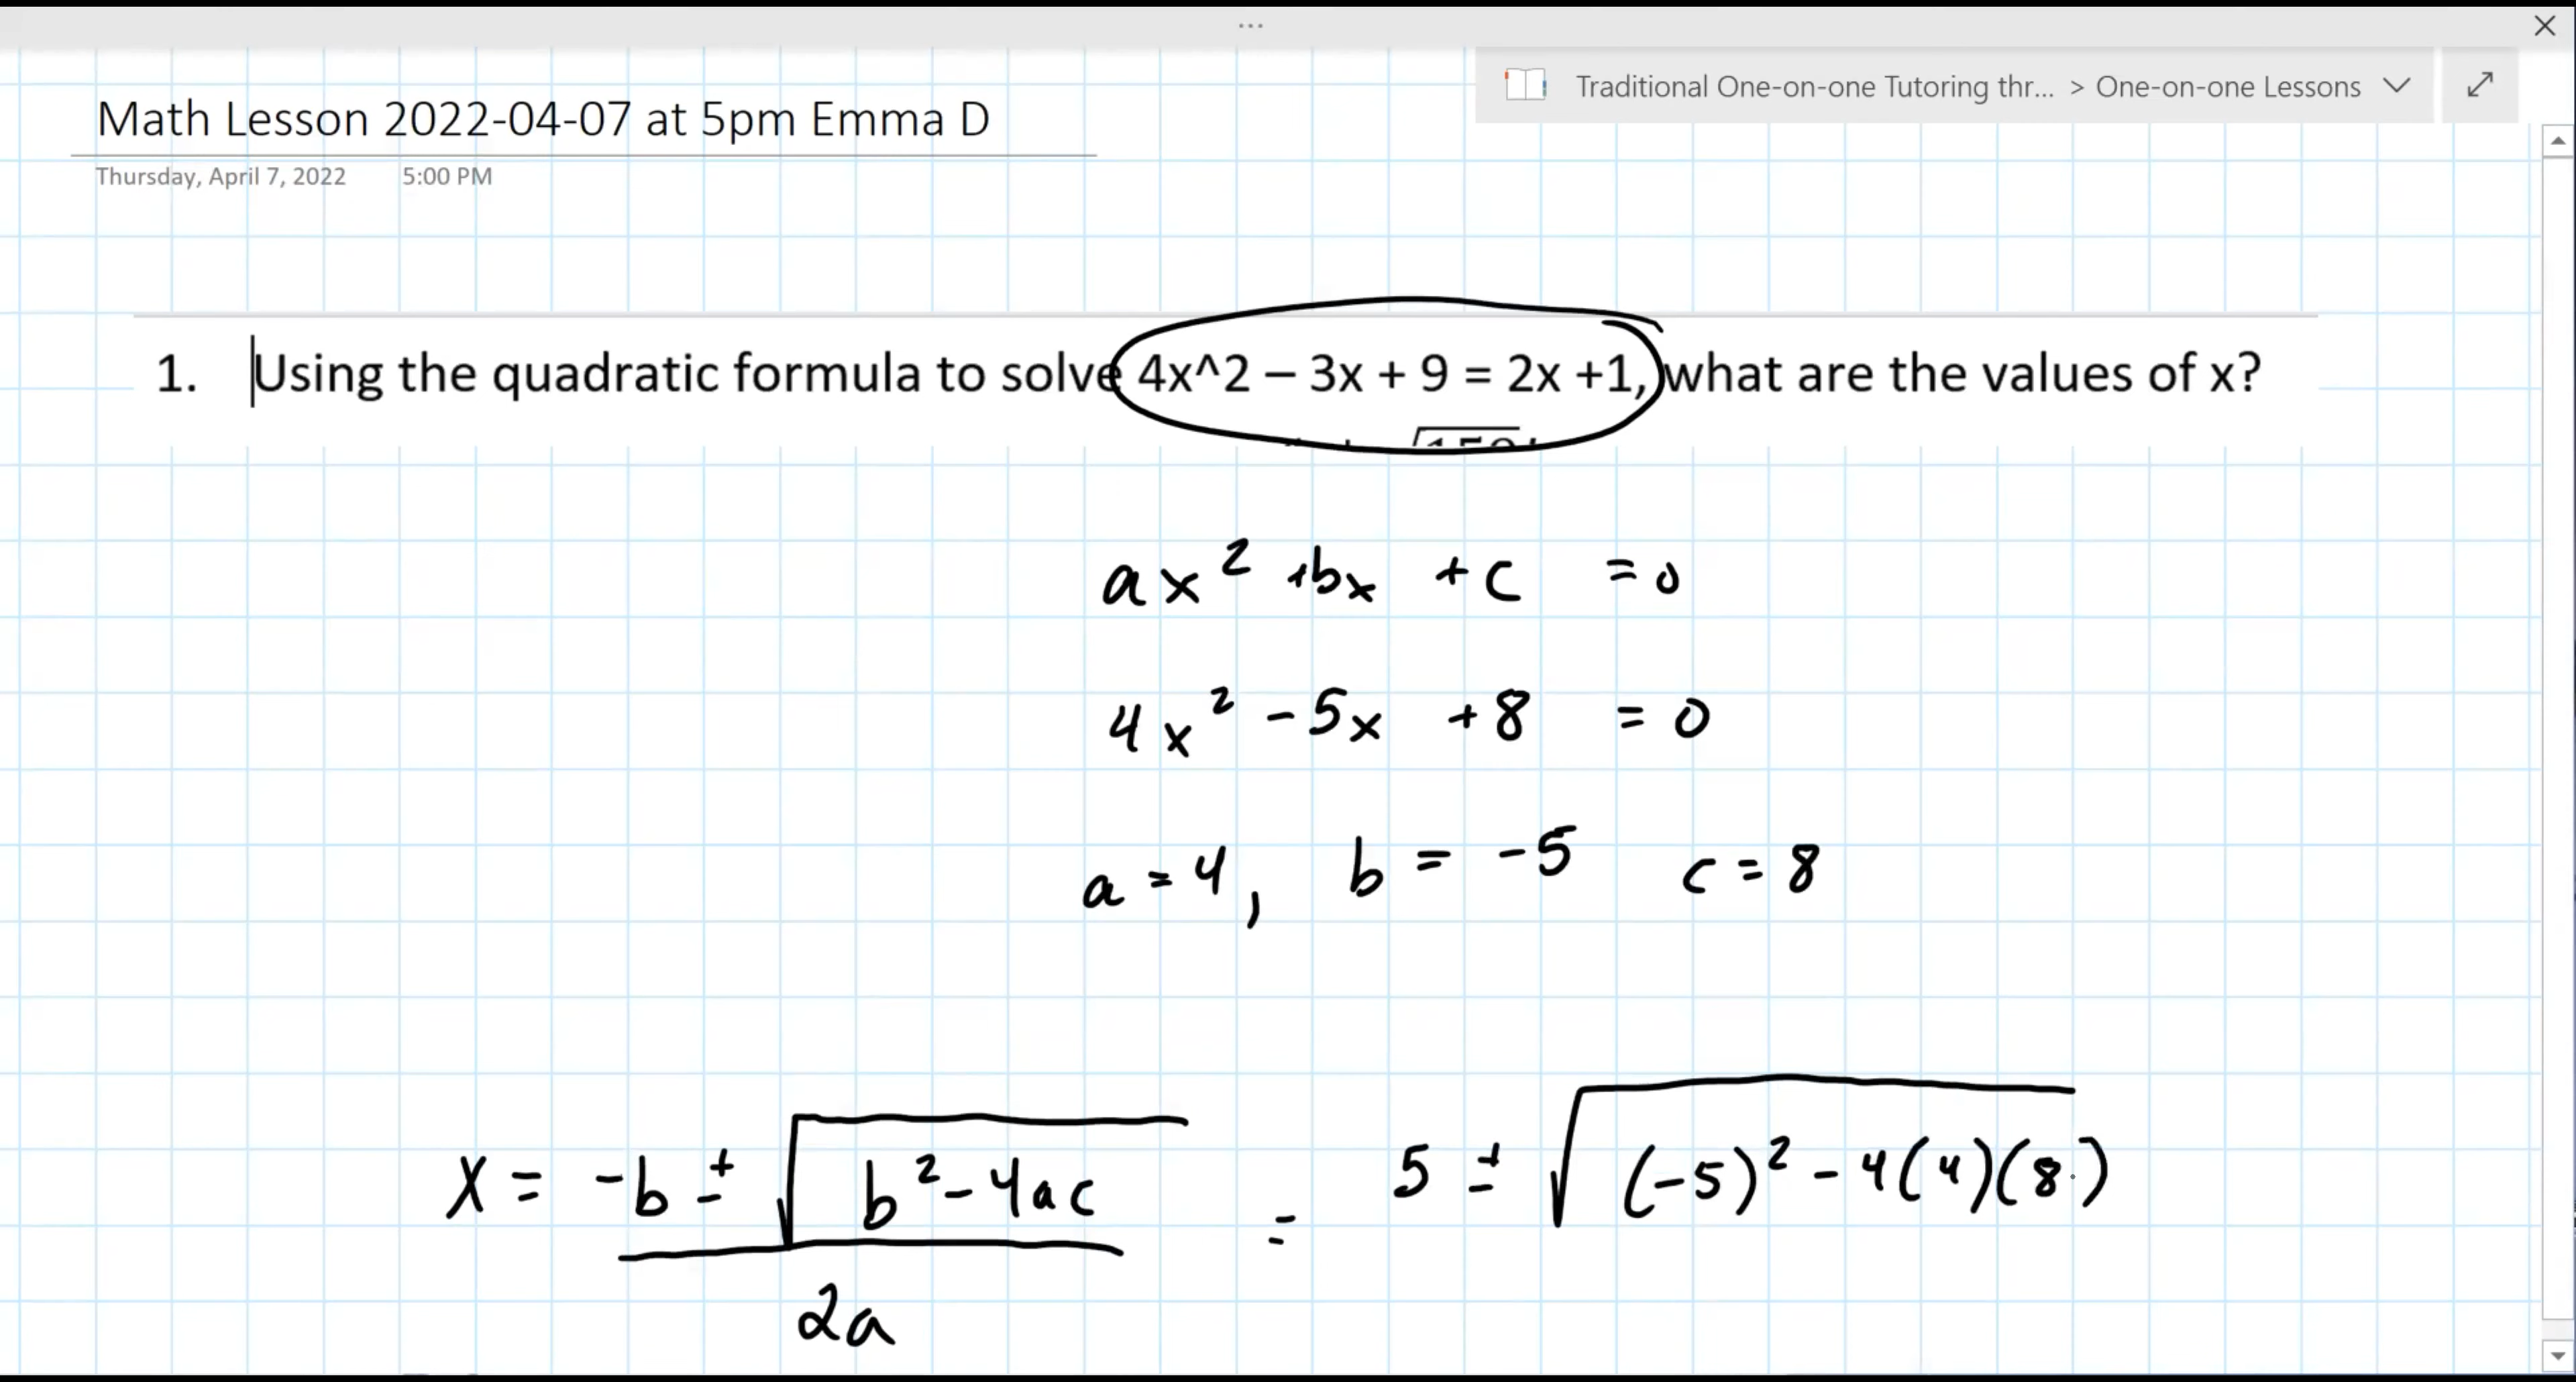 ...
Traditional One-on-one Tutoring thr... > One-on-one Lessons
Math Lesson 2022-04-07 at 5pm Emma D
Thursday, April 7, 2022 5:00 PM
1. Using the quadratic formula to solve 4x^2 – 3x + 9 = 2x +1, what are the values of x?
ax² +bx +c =0
4x² -5x +8 =0
a=4, b = -5 c=8
X = -b ± √(b²-4ac) / 2a = 5 ± √((-5)²-4(4)(8))